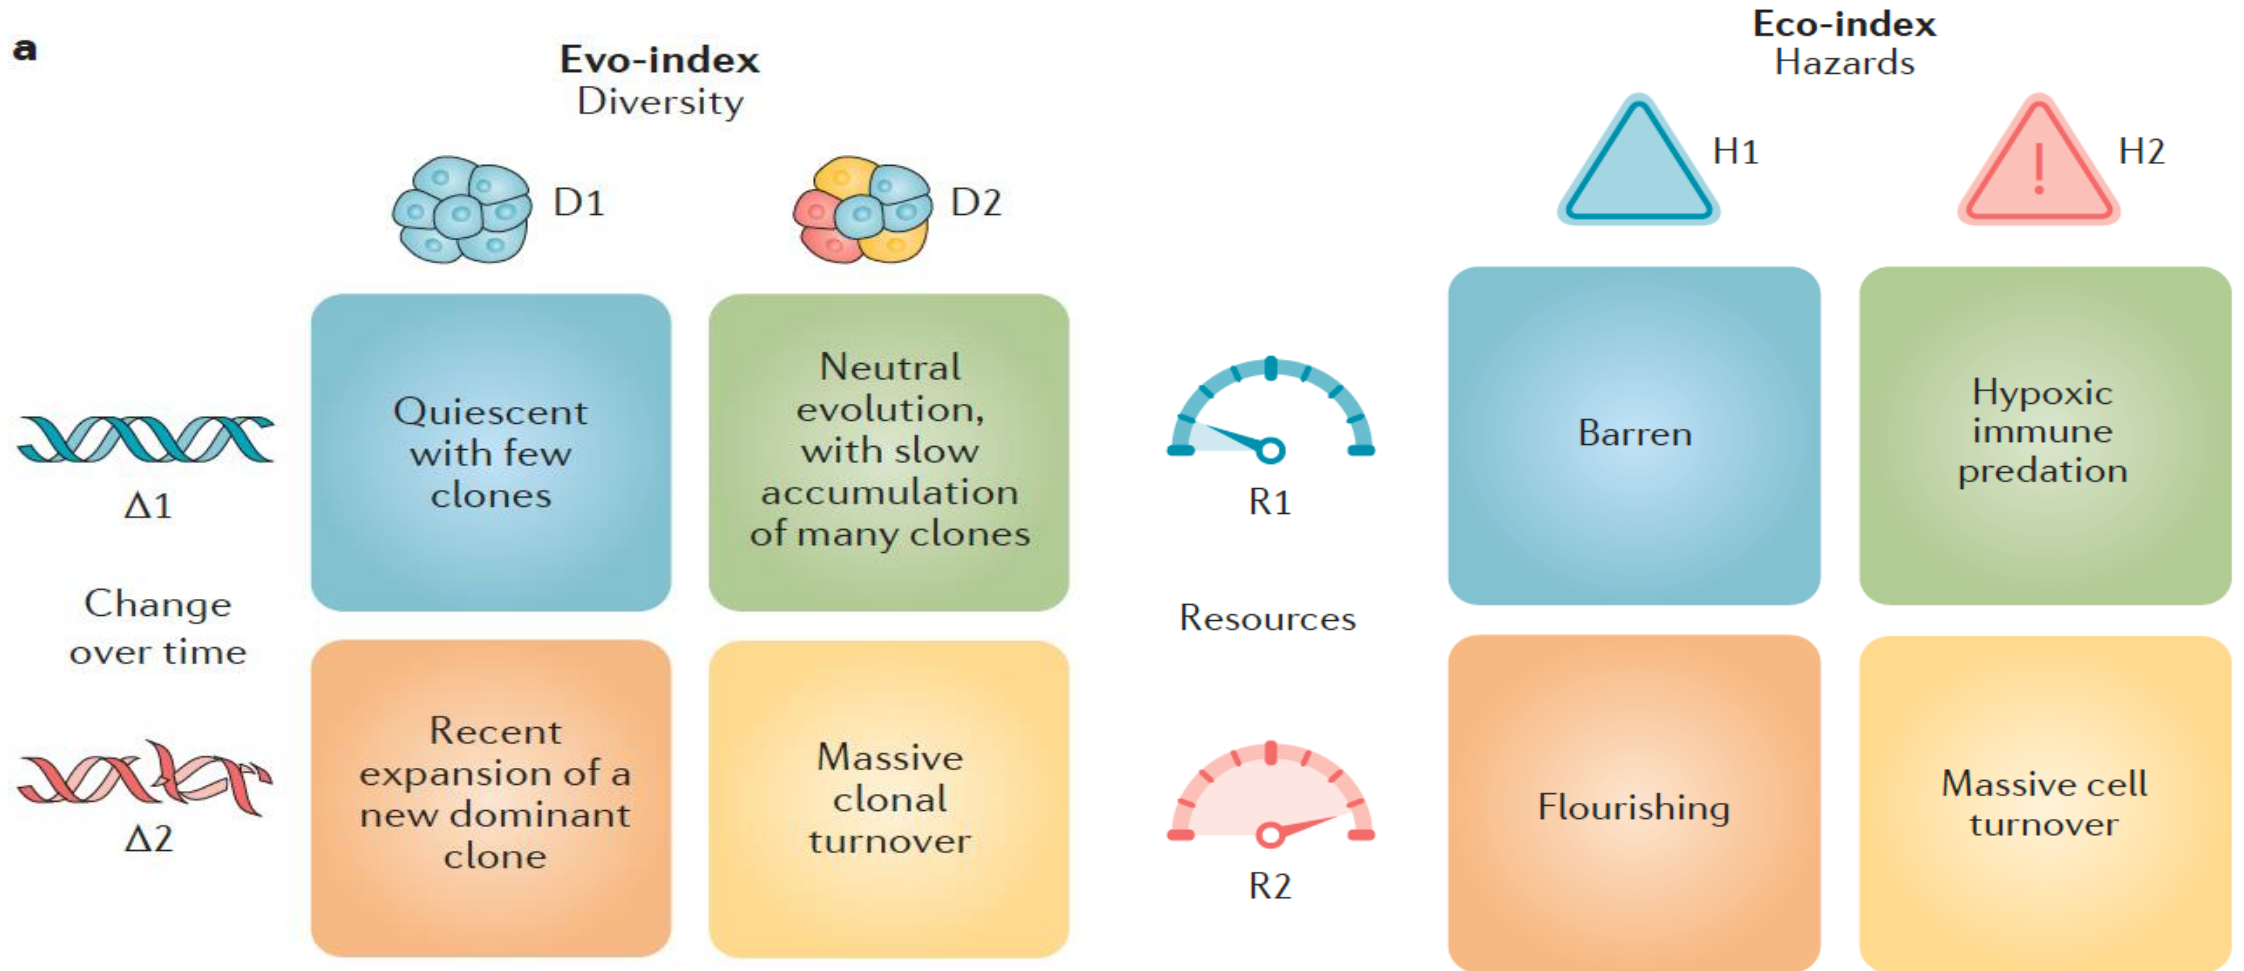 a
Evo-index
Diversity
D1
D2
Δ1
Change
over time
Δ2
Quiescent
with few
clones
Neutral
evolution,
with slow
accumulation
of many clones
Recent
expansion of a
new dominant
clone
Massive
clonal
turnover
Eco-index
Hazards
H1
H2
!
R1
Resources
R2
Barren
Hypoxic
immune
predation
Flourishing
Massive cell
turnover